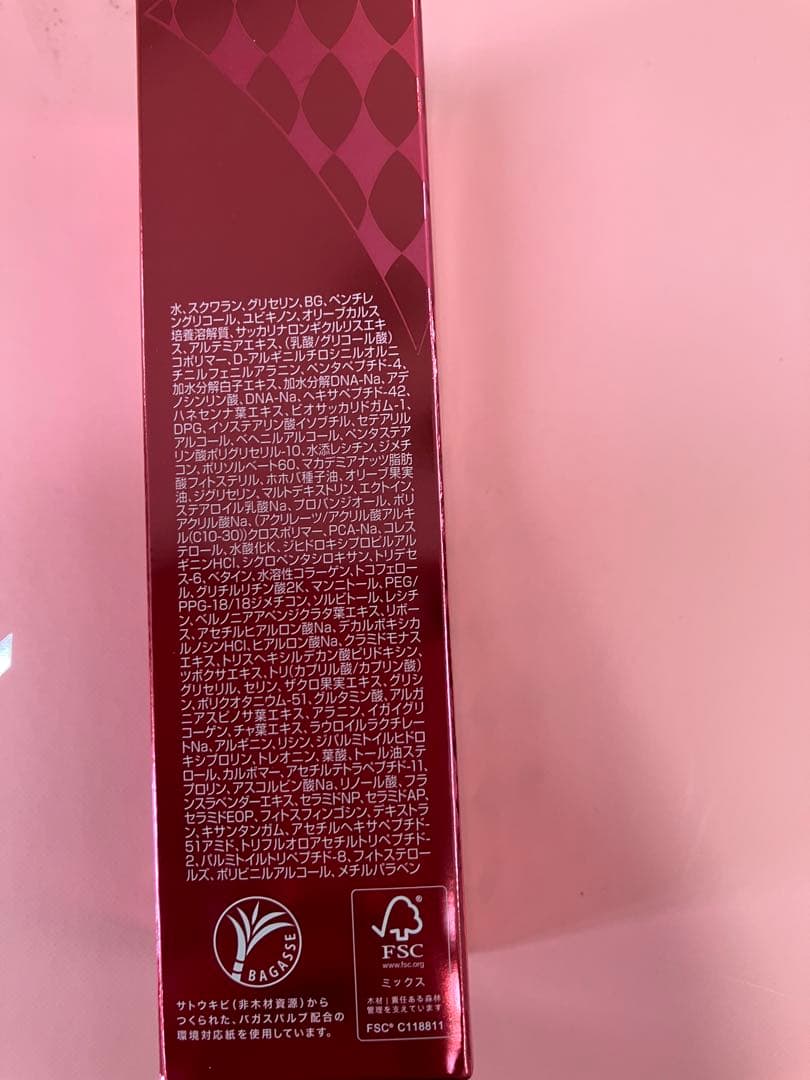 水、スクワラン、グリセリン、BG、ペンチレ
ングリコール、ユビキノン、オリーブカルス
培養溶解質、サッカリナロンギクルリスエキ
ス、アルテミアエキス、(乳酸/グリコール酸)
コポリマー、D-アルギニルチロシニルオルニ
チニルフェニルアラニン、ペンタペプチド-4、
加水分解白子エキス、加水分解DNA-Na、アデ
ノシンリン酸、DNA-Na、ヘキサペプチド-42、
ハネセンナ葉エキス、ビオサッカリドガム-1、
DPG、イソステアリン酸イソプチル、セテアリル
アルコール、ベヘニルアルコール、ペンタステア
リン酸ポリグリセリル-10、水添レシチン、ジメチ
コン、ポリソルベート60、マカデミアナッツ脂肪
酸フィトステリル、ホホバ種子油、オリーブ果実
油、ジグリセリン、マルトデキストリン、エクトイン、
ステアロイル乳酸Na、プロパンジオール、ポリ
アクリル酸Na、(アクリレーツ/アクリル酸アルキ
ル(C10-30))クロスポリマー、PCA-Na、コレス
テロール、水酸化K、ジヒドロキシプロピルアル
ギニンHCl、シクロペンタシロキサン、トリデセ
ス-6、ベタイン、水溶性コラーゲン、トコフェロー
ル、グリチルリチン酸2K、マンニトール、PEG/
PPG-18/18ジメチコン、ソルビトール、レシチ
ン、ベルノニアアペンジクラタ葉エキス、リボー
ス、アセチルヒアルロン酸Na、デカルボキシカ
ルノシンHCl、ヒアルロン酸Na、クラミドモナス
エキス、トリスヘキシルデカン酸ピリドキシン、
ツボクサエキス、トリ(カプリル酸/カプリン酸)
グリセリル、セリン、ザクロ果実エキス、グリシ
ン、ポリクオタニウム-51、グルタミン酸、アルガ
ニアスピノサ葉エキス、アラニン、イガイグリ
コーゲン、チャ葉エキス、ラウロイルラクチレー
トNa、アルギニン、リシン、ジパルミトイルヒドロ
キシプロリン、トレオニン、葉酸、トール油ステ
ロール、カルボマー、アセチルテトラペプチド-11、
プロリン、アスコルビン酸Na、リノール酸、フラ
ンスラベンダーエキス、セラミドNP、セラミドAP、
セラミドEOP、フィトスフィンゴシン、デキストラ
ン、キサンタンガム、アセチルヘキサペプチド-
51アミド、トリフルオロアセチルトリペプチド-
2、パルミトイルトリペプチド-8、フィトステロー
ルズ、ポリビニルアルコール、メチルパラベン
BAGASSE
サトウキビ(非木材資源)から
つくられた、バガスパルプ配合の
環境対応紙を使用しています。
FSC
www.fsc.org
ミックス
木材|責任ある森林
管理を支えています
FSC® C118811